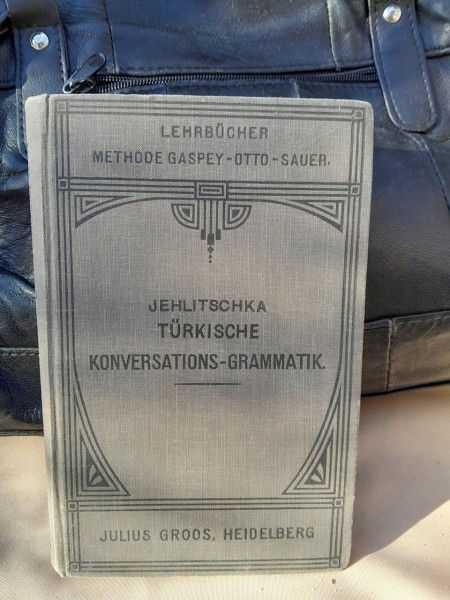 LEHRBÜCHER
METHODE GASPEY-OTTO-SAUER.
JEHLITSCHKA
TÜRKISCHE
KONVERSATIONS-GRAMMATIK.
JULIUS GROOS, HEIDELBERG